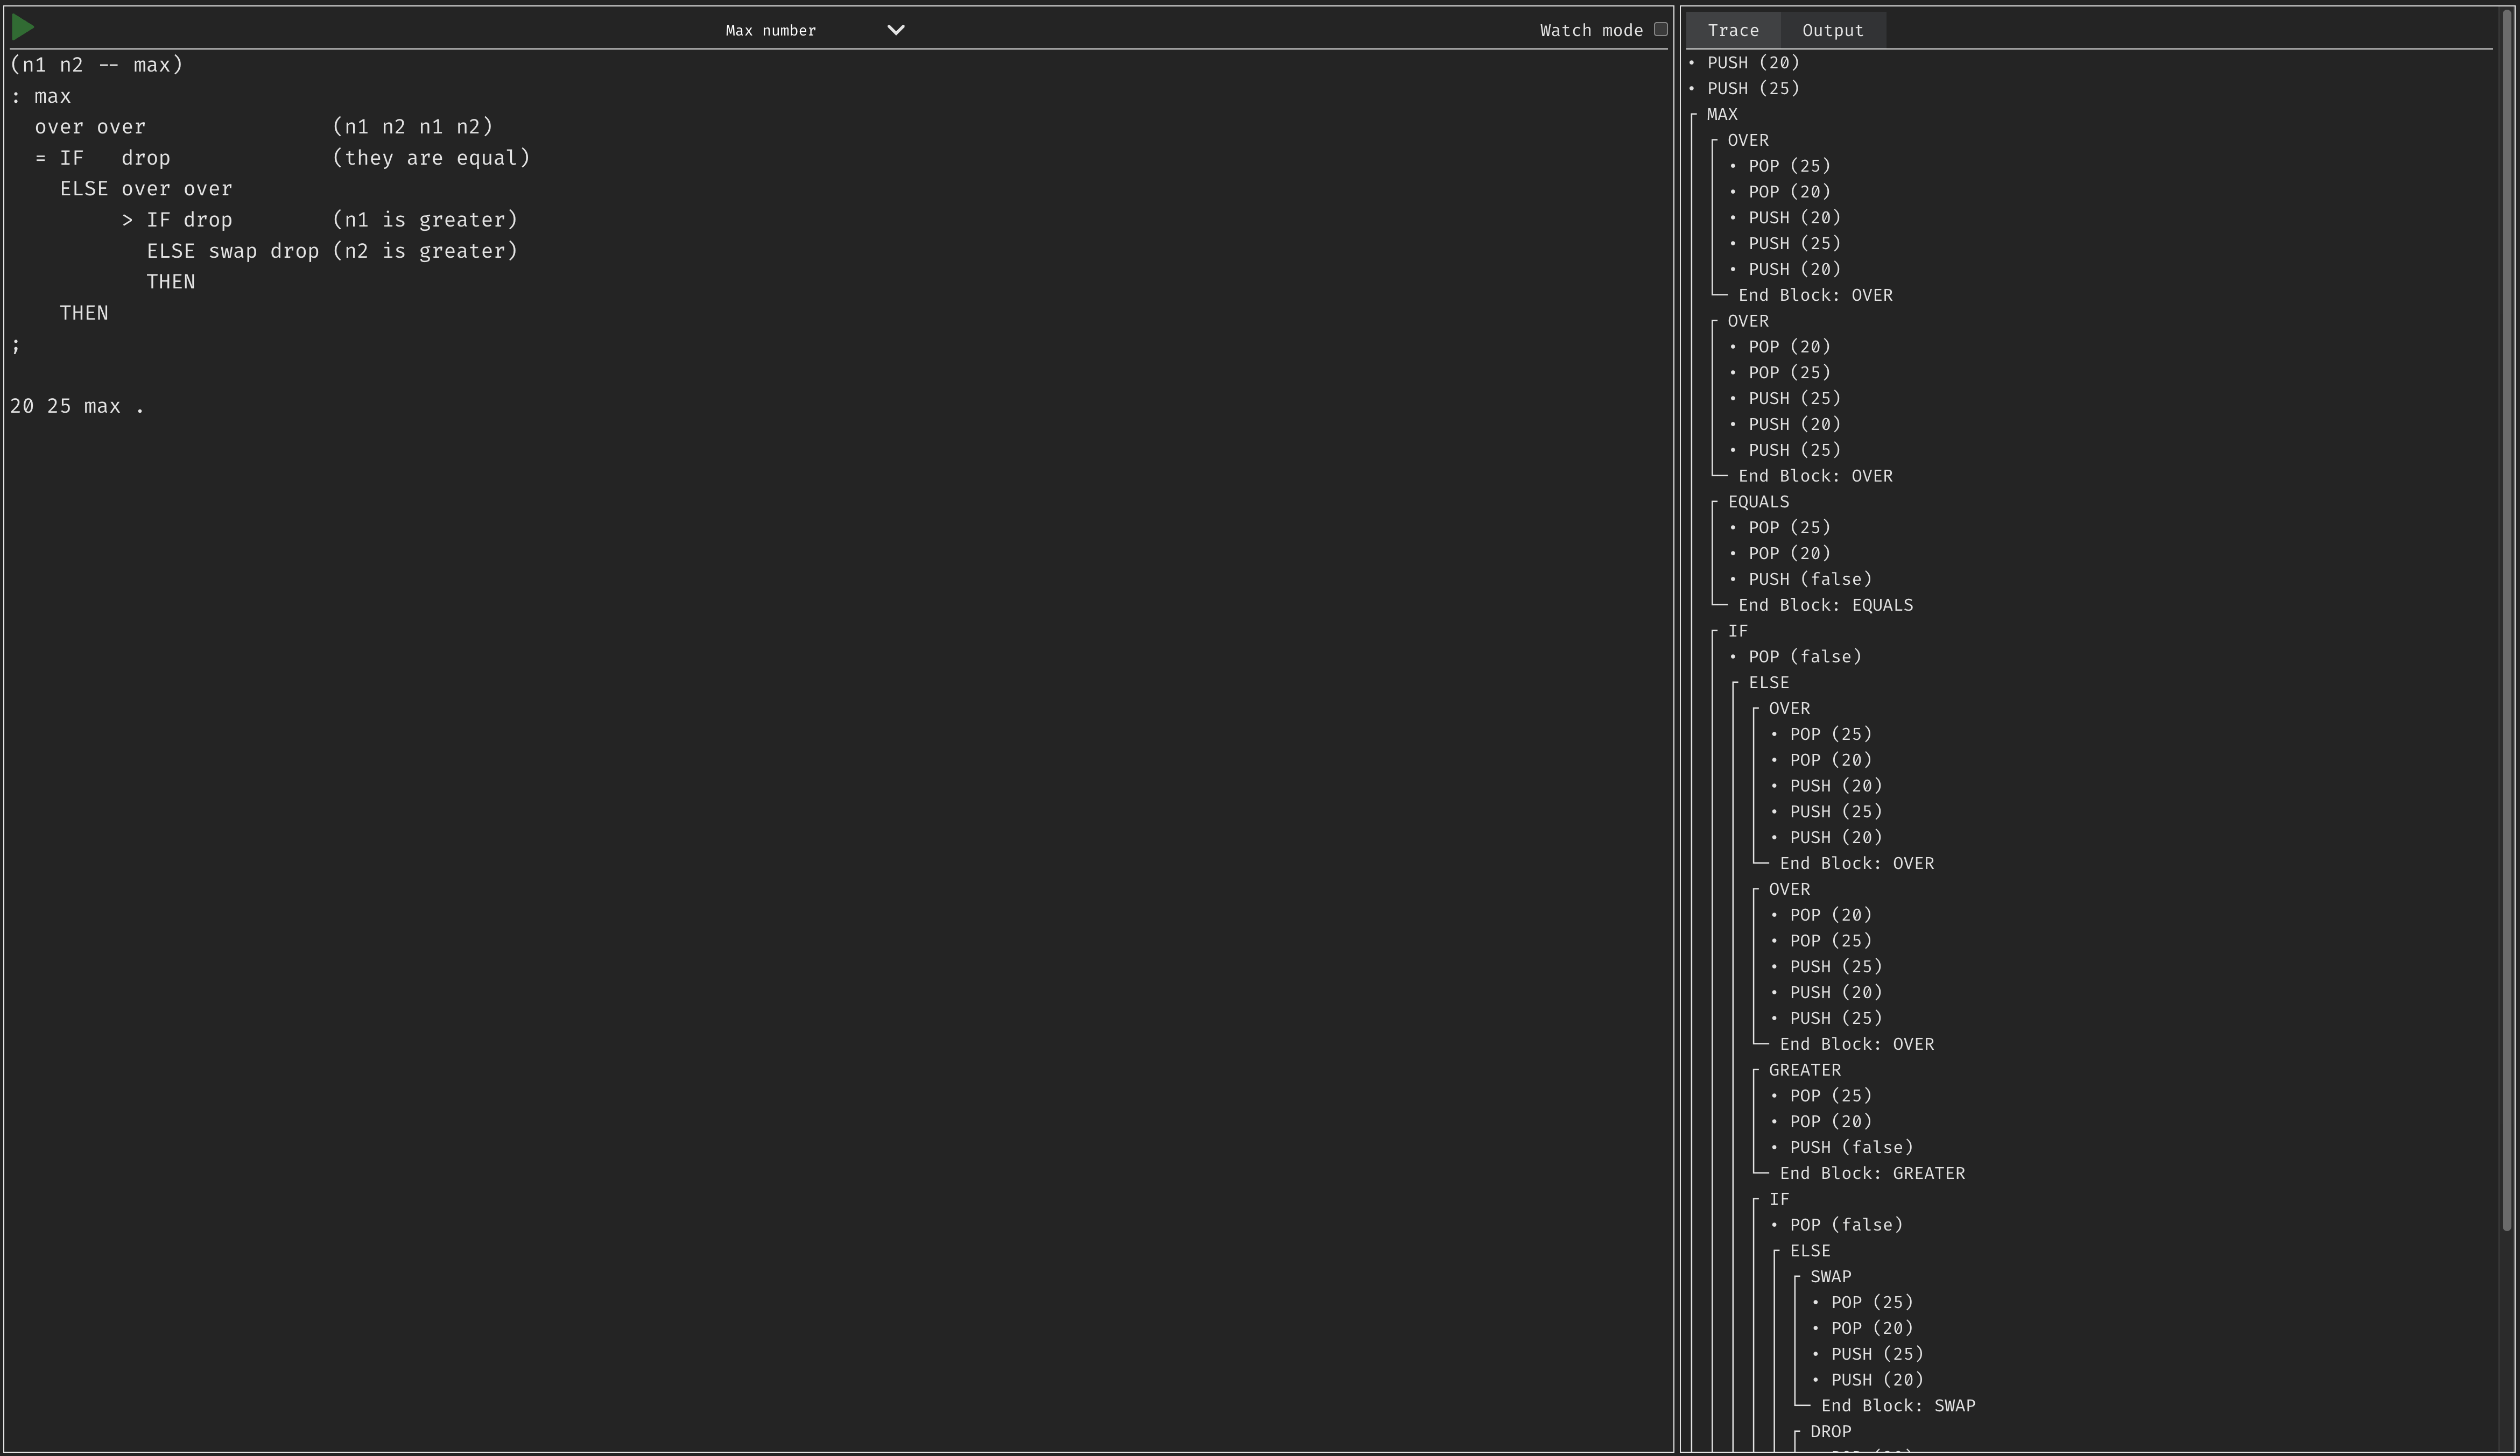 Max number
Watch mode
(n1 n2 -- max)
: max
  over over               (n1 n2 n1 n2)
  = IF   drop             (they are equal)
    ELSE over over
         > IF drop        (n1 is greater)
           ELSE swap drop (n2 is greater)
           THEN
    THEN
;
20 25 max .
Trace Output
• PUSH (20)
• PUSH (25)
MAX
OVER
• POP (25)
• POP (20)
• PUSH (20)
• PUSH (25)
• PUSH (20)
End Block: OVER
OVER
• POP (20)
• POP (25)
• PUSH (25)
• PUSH (20)
• PUSH (25)
End Block: OVER
EQUALS
• POP (25)
• POP (20)
• PUSH (false)
End Block: EQUALS
IF
• POP (false)
ELSE
OVER
• POP (25)
• POP (20)
• PUSH (20)
• PUSH (25)
• PUSH (20)
End Block: OVER
OVER
• POP (20)
• POP (25)
• PUSH (25)
• PUSH (20)
• PUSH (25)
End Block: OVER
GREATER
• POP (25)
• POP (20)
• PUSH (false)
End Block: GREATER
IF
• POP (false)
ELSE
SWAP
• POP (25)
• POP (20)
• PUSH (25)
• PUSH (20)
End Block: SWAP
DROP